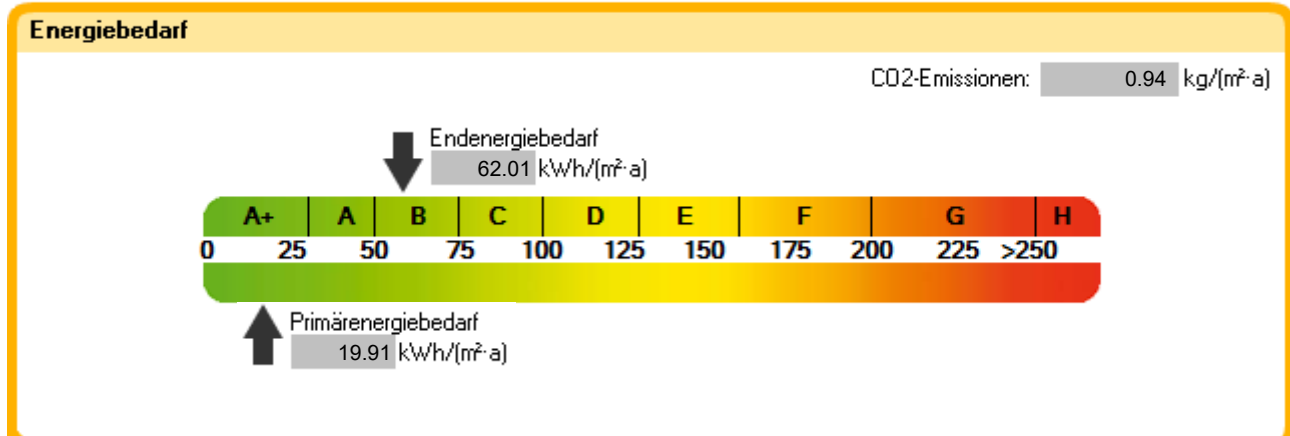 Energiebedarf
CO2-Emissionen: 0.94 kg/(m²·a)
Endenergiebedarf
62.01 kWh/(m²·a)
A+ A B C D E F G H
0 25 50 75 100 125 150 175 200 225 >250
Primärenergiebedarf
19.91 kWh/(m²·a)